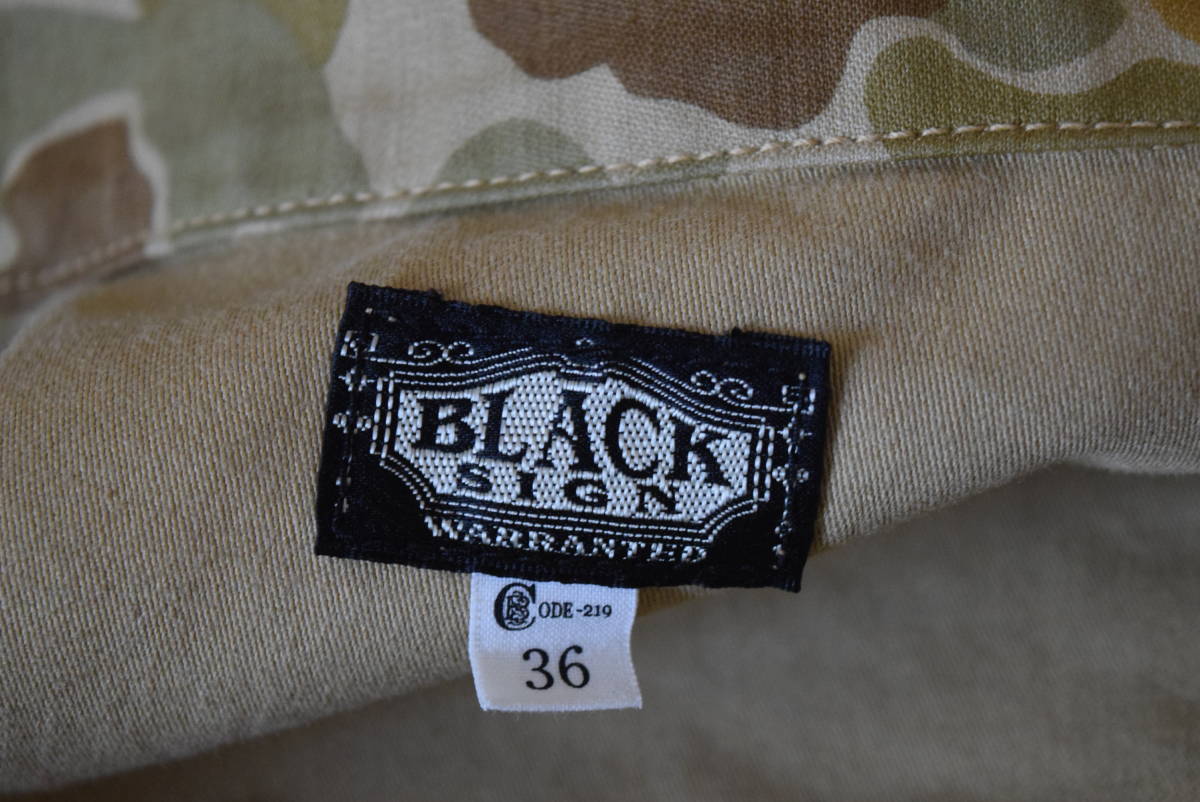 BLACK
SIGN
WARRANTED
CODE-219
36